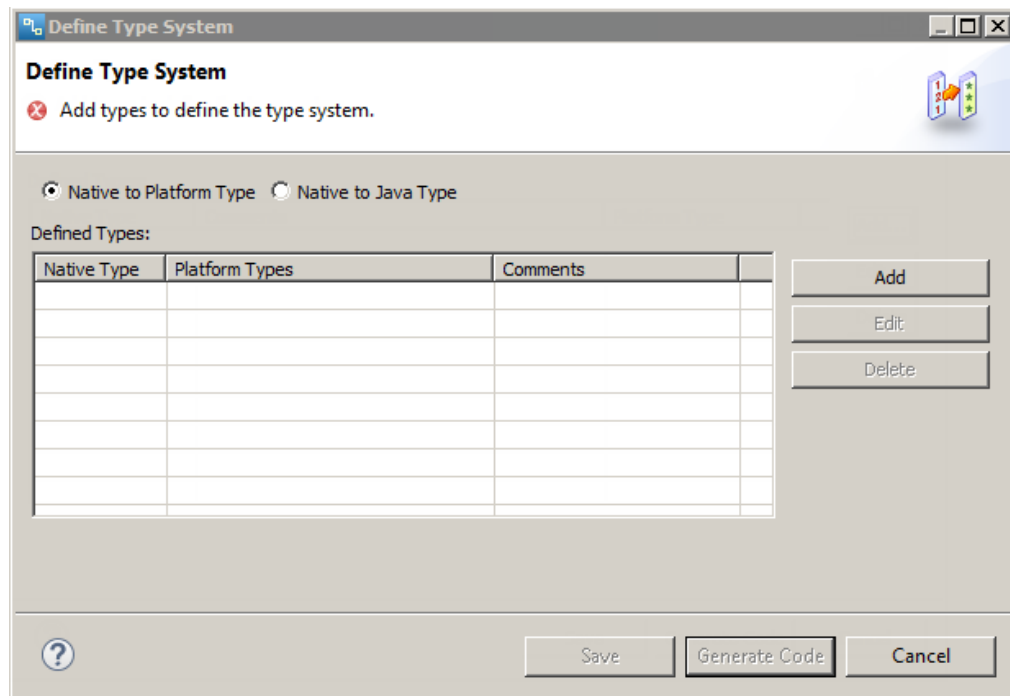 Define Type System
Define Type System
Add types to define the type system.
Native to Platform Type Native to Java Type
Defined Types:
Native Type Platform Types Comments
Add
Edit
Delete
? Save Generate Code Cancel